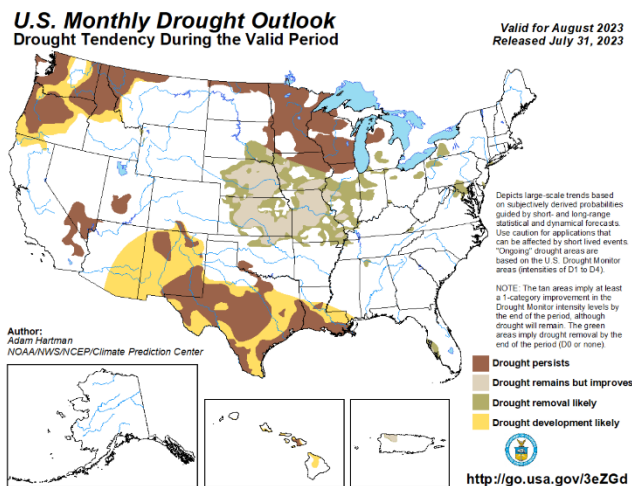 U.S. Monthly Drought Outlook
Drought Tendency During the Valid Period
Valid for August 2023
Released July 31, 2023
Depicts large-scale trends based
on subjectively derived probabilities
guided by short- and long-range
statistical and dynamical forecasts.
Use caution for applications that
can be affected by short lived events.
"Ongoing" drought areas are
based on the U.S. Drought Monitor
areas (intensities of D1 to D4).
NOTE: The tan areas imply at least
a 1-category improvement in the
Drought Monitor intensity levels by
the end of the period, although
drought will remain. The green
areas imply drought removal by the
end of the period (D0 or none).
Author:
Adam Hartman
NOAA/NWS/NCEP/Climate Prediction Center
Drought persists
Drought remains but improves
Drought removal likely
Drought development likely
http://go.usa.gov/3eZGd